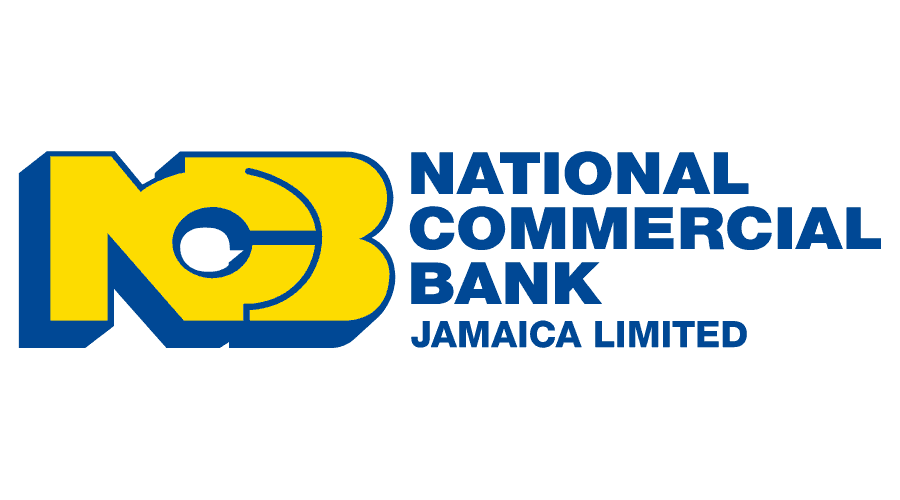 NCB
NATIONAL
COMMERCIAL
BANK
JAMAICA LIMITED